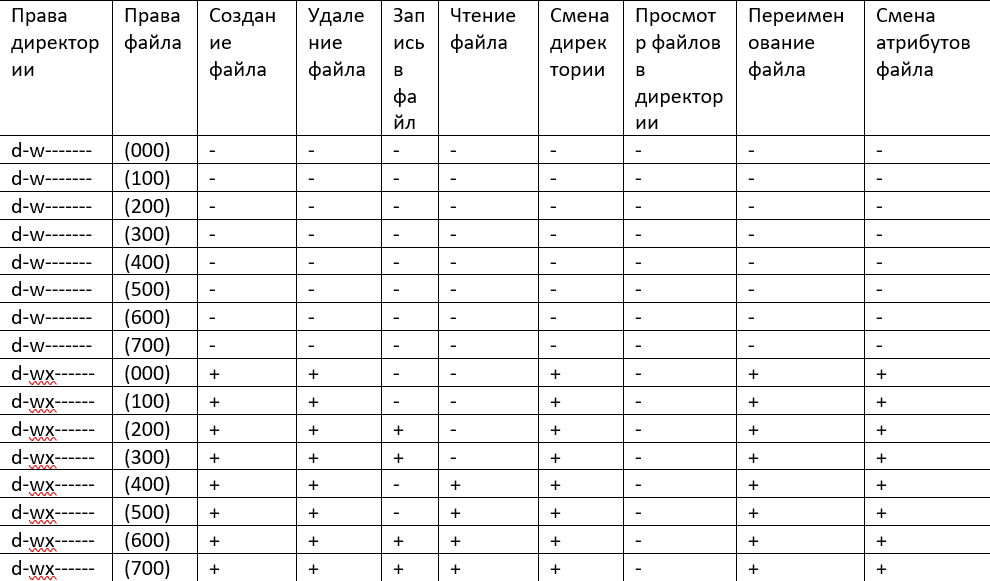 Права директории | Права файла | Создание файла | Удаление файла | Запись в файл | Чтение файла | Смена директории | Просмотр файлов в директории | Переименование файла | Смена атрибутов файла
d-w------- | (000) | - | - | - | - | - | - | - | -
d-w------- | (100) | - | - | - | - | - | - | - | -
d-w------- | (200) | - | - | - | - | - | - | - | -
d-w------- | (300) | - | - | - | - | - | - | - | -
d-w------- | (400) | - | - | - | - | - | - | - | -
d-w------- | (500) | - | - | - | - | - | - | - | -
d-w------- | (600) | - | - | - | - | - | - | - | -
d-w------- | (700) | - | - | - | - | - | - | - | -
d-wx------ | (000) | + | + | - | - | + | - | + | +
d-wx------ | (100) | + | + | - | - | + | - | + | +
d-wx------ | (200) | + | + | + | - | + | - | + | +
d-wx------ | (300) | + | + | + | - | + | - | + | +
d-wx------ | (400) | + | + | - | + | + | - | + | +
d-wx------ | (500) | + | + | - | + | + | - | + | +
d-wx------ | (600) | + | + | + | + | + | - | + | +
d-wx------ | (700) | + | + | + | + | + | - | + | +